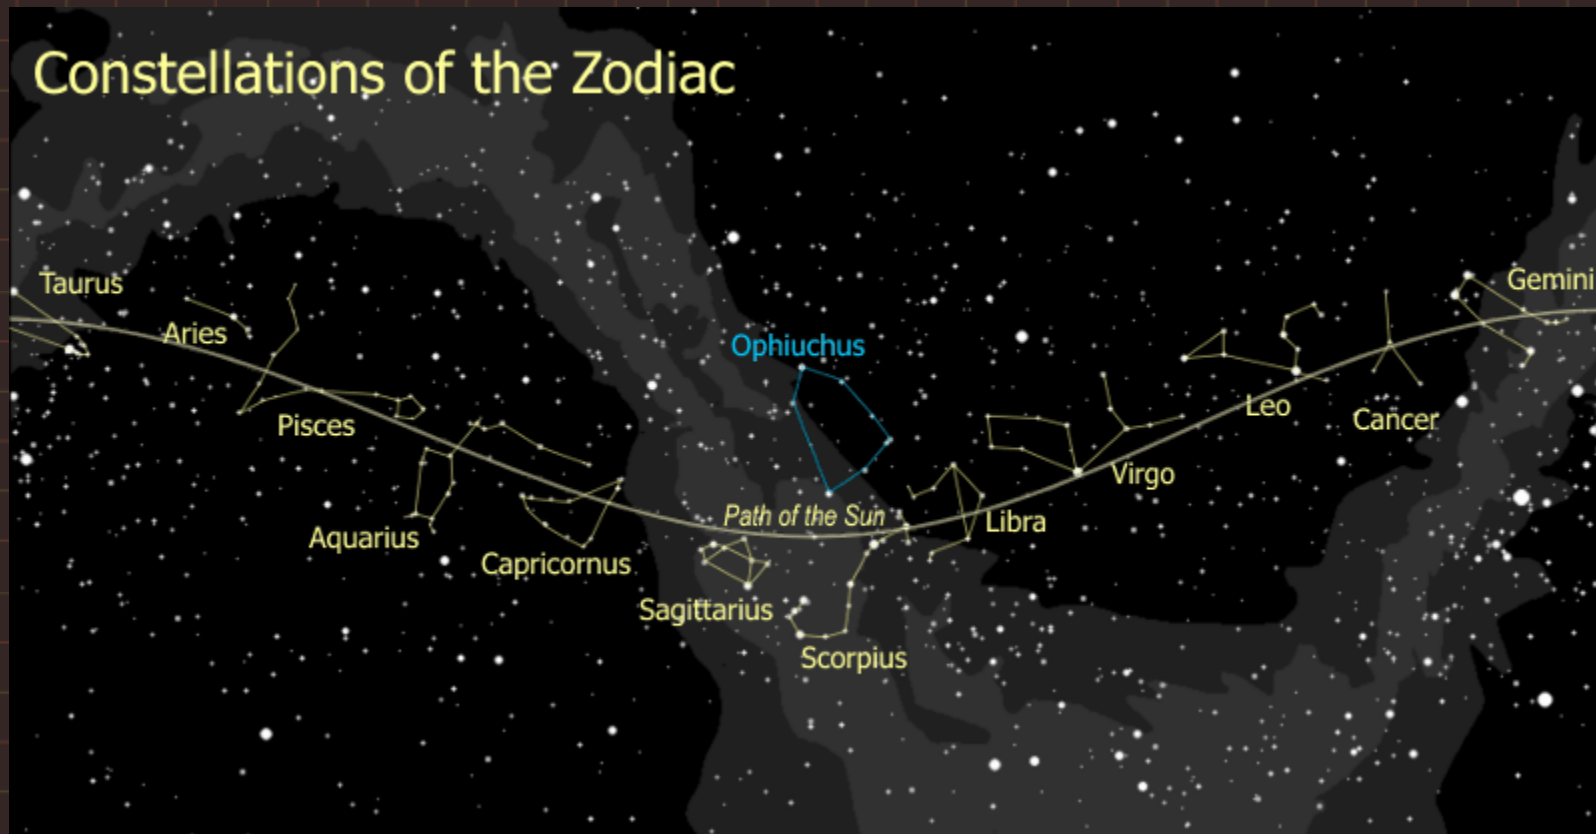 Constellations of the Zodiac
Taurus
Gemini
Aries
Ophiuchus
Leo
Cancer
Pisces
Virgo
Path of the Sun
Libra
Aquarius
Capricornus
Sagittarius
Scorpius